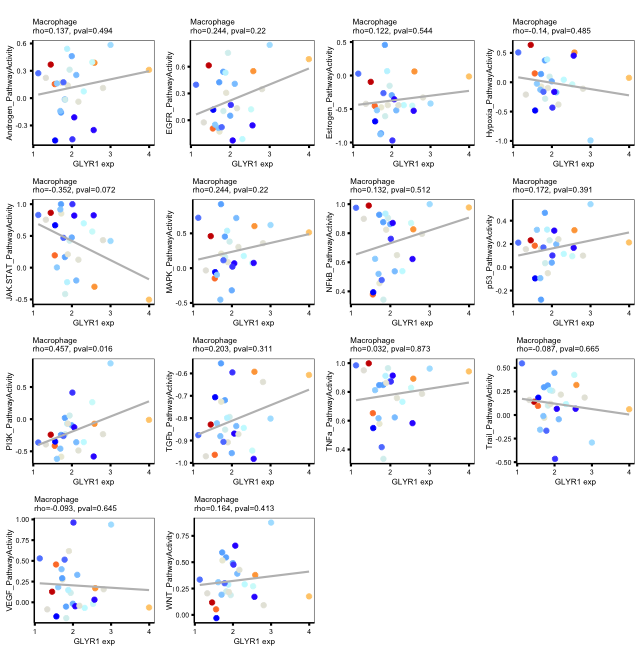 Macrophage
rho=0.137, pval=0.494
Androgen_PathwayActivity
0.6
0.3
0.0
-0.3
1
2
3
4
GLYR1 exp
Macrophage
rho=0.244, pval=0.22
EGFR_PathwayActivity
0.6
0.3
0.0
1
2
3
4
GLYR1 exp
Macrophage
rho=0.122, pval=0.544
Estrogen_PathwayActivity
0.5
0.0
-0.5
-1.0
1
2
3
4
GLYR1 exp
Macrophage
rho=-0.14, pval=0.485
Hypoxia_PathwayActivity
0.5
0.0
-0.5
-1.0
1
2
3
4
GLYR1 exp
Macrophage
rho=-0.352, pval=0.072
JAK.STAT_PathwayActivity
1.0
0.5
0.0
-0.5
1
2
3
4
GLYR1 exp
Macrophage
rho=0.244, pval=0.22
MAPK_PathwayActivity
0.5
0.0
-0.5
1
2
3
4
GLYR1 exp
Macrophage
rho=0.132, pval=0.512
NFkB_PathwayActivity
1.0
0.8
0.6
0.4
1
2
3
4
GLYR1 exp
Macrophage
rho=0.172, pval=0.391
p53_PathwayActivity
0.4
0.2
0.0
-0.2
1
2
3
4
GLYR1 exp
Macrophage
rho=0.457, pval=0.016
PI3K_PathwayActivity
0.5
0.0
-0.5
1
2
3
4
GLYR1 exp
Macrophage
rho=0.203, pval=0.311
TGFb_PathwayActivity
-0.6
-0.7
-0.8
-0.9
-1.0
1
2
3
4
GLYR1 exp
Macrophage
rho=0.032, pval=0.873
TNFa_PathwayActivity
1.0
0.8
0.6
0.4
1
2
3
4
GLYR1 exp
Macrophage
rho=-0.087, pval=0.665
Trail_PathwayActivity
0.50
0.25
0.00
-0.25
-0.50
1
2
3
4
GLYR1 exp
Macrophage
rho=-0.093, pval=0.645
VEGF_PathwayActivity
1.00
0.75
0.50
0.25
0.00
1
2
3
4
GLYR1 exp
Macrophage
rho=0.164, pval=0.413
WNT_PathwayActivity
0.75
0.50
0.25
0.00
1
2
3
4
GLYR1 exp